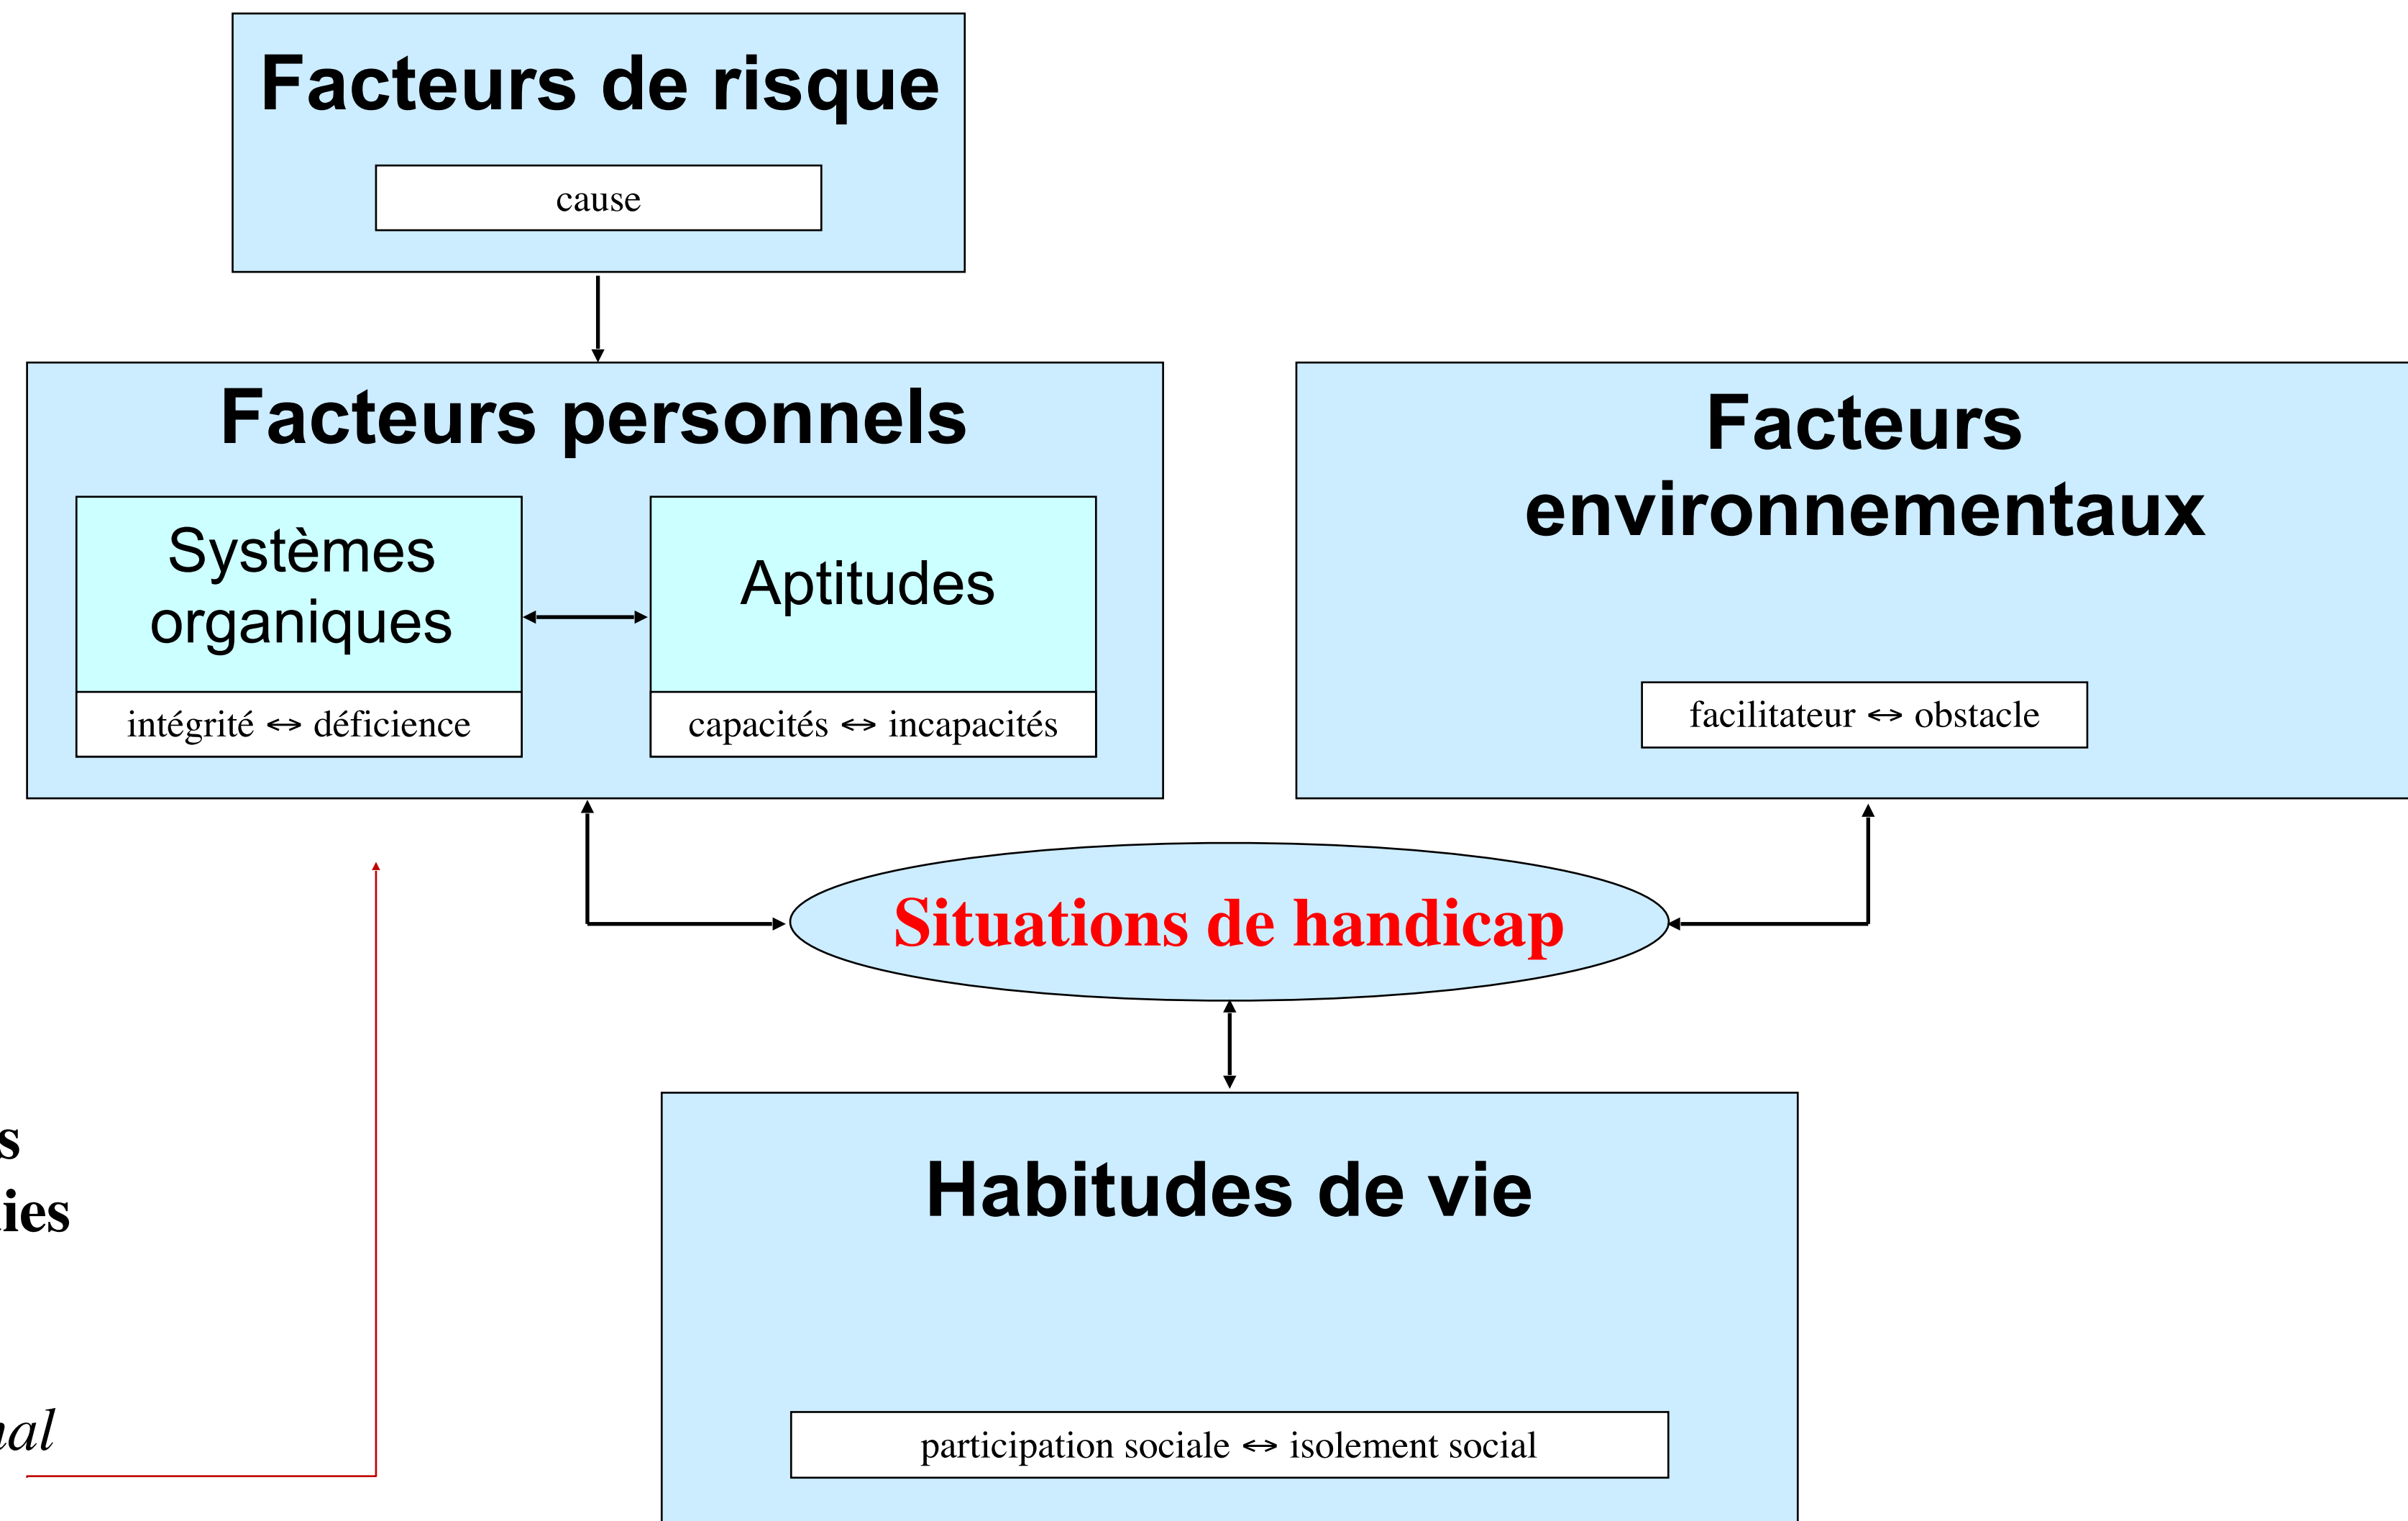 Facteurs de risque
cause
Facteurs personnels
Systèmes
organiques
intégrité ↔ déficience
Aptitudes
capacités ↔ incapacités
Facteurs
environnementaux
facilitateur ↔ obstacle
Situations de handicap
Habitudes de vie
participation sociale ↔ isolement social